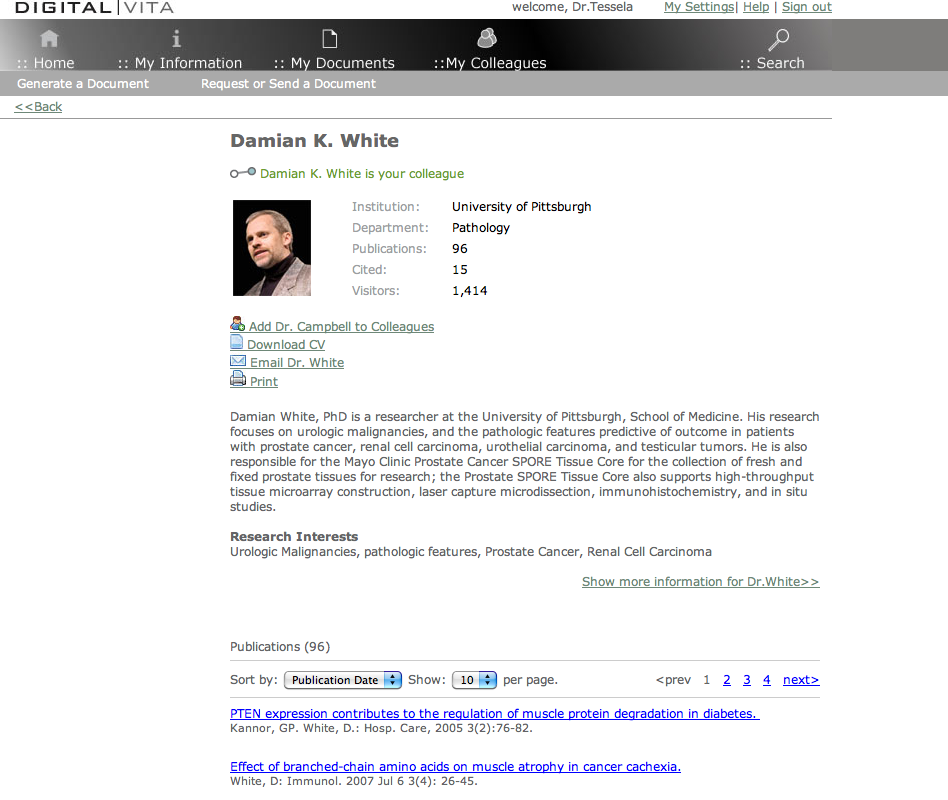 DIGITAL|VITA
welcome, Dr.Tessela My Settings| Help | Sign out
:: Home :: My Information :: My Documents ::My Colleagues :: Search
Generate a Document Request or Send a Document
<<Back
Damian K. White
Damian K. White is your colleague
Institution: University of Pittsburgh
Department: Pathology
Publications: 96
Cited: 15
Visitors: 1,414
Add Dr. Campbell to Colleagues
Download CV
Email Dr. White
Print
Damian White, PhD is a researcher at the University of Pittsburgh, School of Medicine. His research
focuses on urologic malignancies, and the pathologic features predictive of outcome in patients
with prostate cancer, renal cell carcinoma, urothelial carcinoma, and testicular tumors. He is also
responsible for the Mayo Clinic Prostate Cancer SPORE Tissue Core for the collection of fresh and
fixed prostate tissues for research; the Prostate SPORE Tissue Core also supports high-throughput
tissue microarray construction, laser capture microdissection, immunohistochemistry, and in situ
studies.
Research Interests
Urologic Malignancies, pathologic features, Prostate Cancer, Renal Cell Carcinoma
Show more information for Dr.White>>
Publications (96)
Sort by: Publication Date Show: 10 per page. <prev 1 2 3 4 next>
PTEN expression contributes to the regulation of muscle protein degradation in diabetes.
Kannor, GP. White, D.: Hosp. Care, 2005 3(2):76-82.
Effect of branched-chain amino acids on muscle atrophy in cancer cachexia.
White, D: Immunol. 2007 Jul 6 3(4): 26-45.